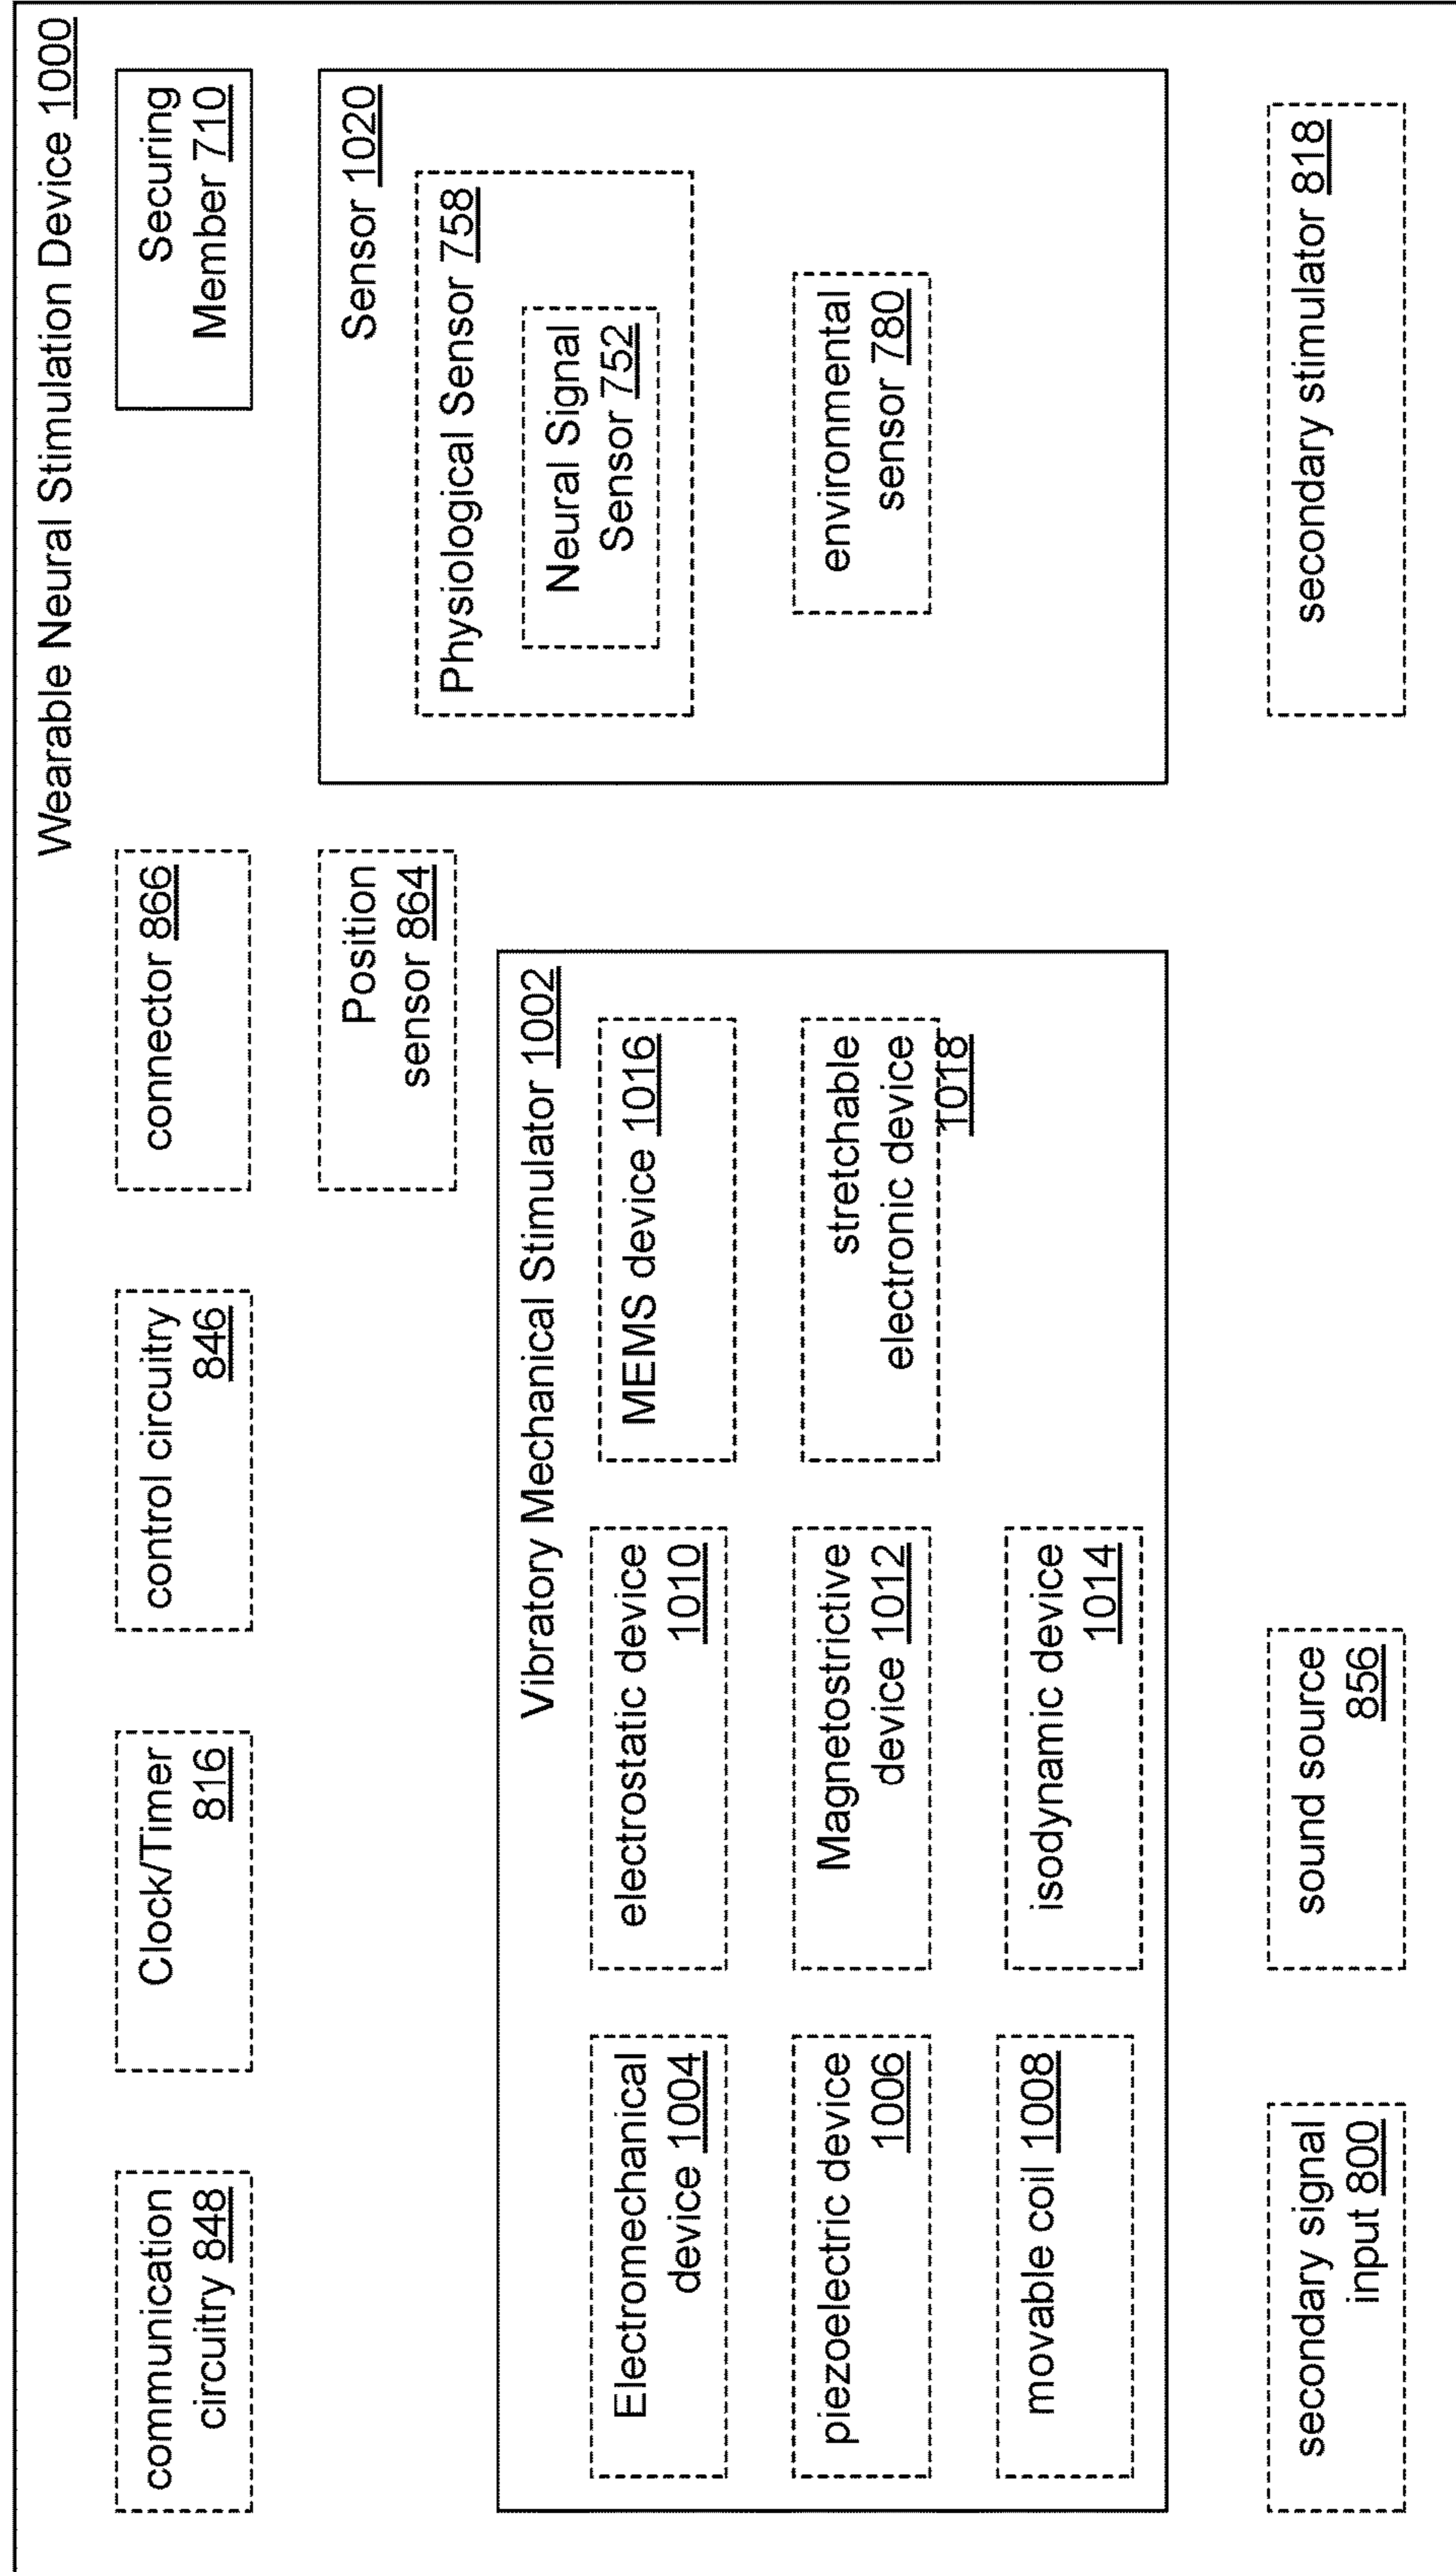 Wearable Neural Stimulation Device 1000
communication
circuitry 848
Clock/Timer
816
control circuitry
846
connector 866
Securing
Member 710
Position
sensor 864
Sensor 1020
Physiological Sensor 758
Neural Signal
Sensor 752
environmental
sensor 780
Vibratory Mechanical Stimulator 1002
Electromechanical
device 1004
electrostatic device
1010
MEMS device 1016
piezoelectric device
1006
Magnetostrictive
device 1012
stretchable
electronic device
1018
movable coil 1008
isodynamic device
1014
secondary signal
input 800
sound source
856
secondary stimulator 818